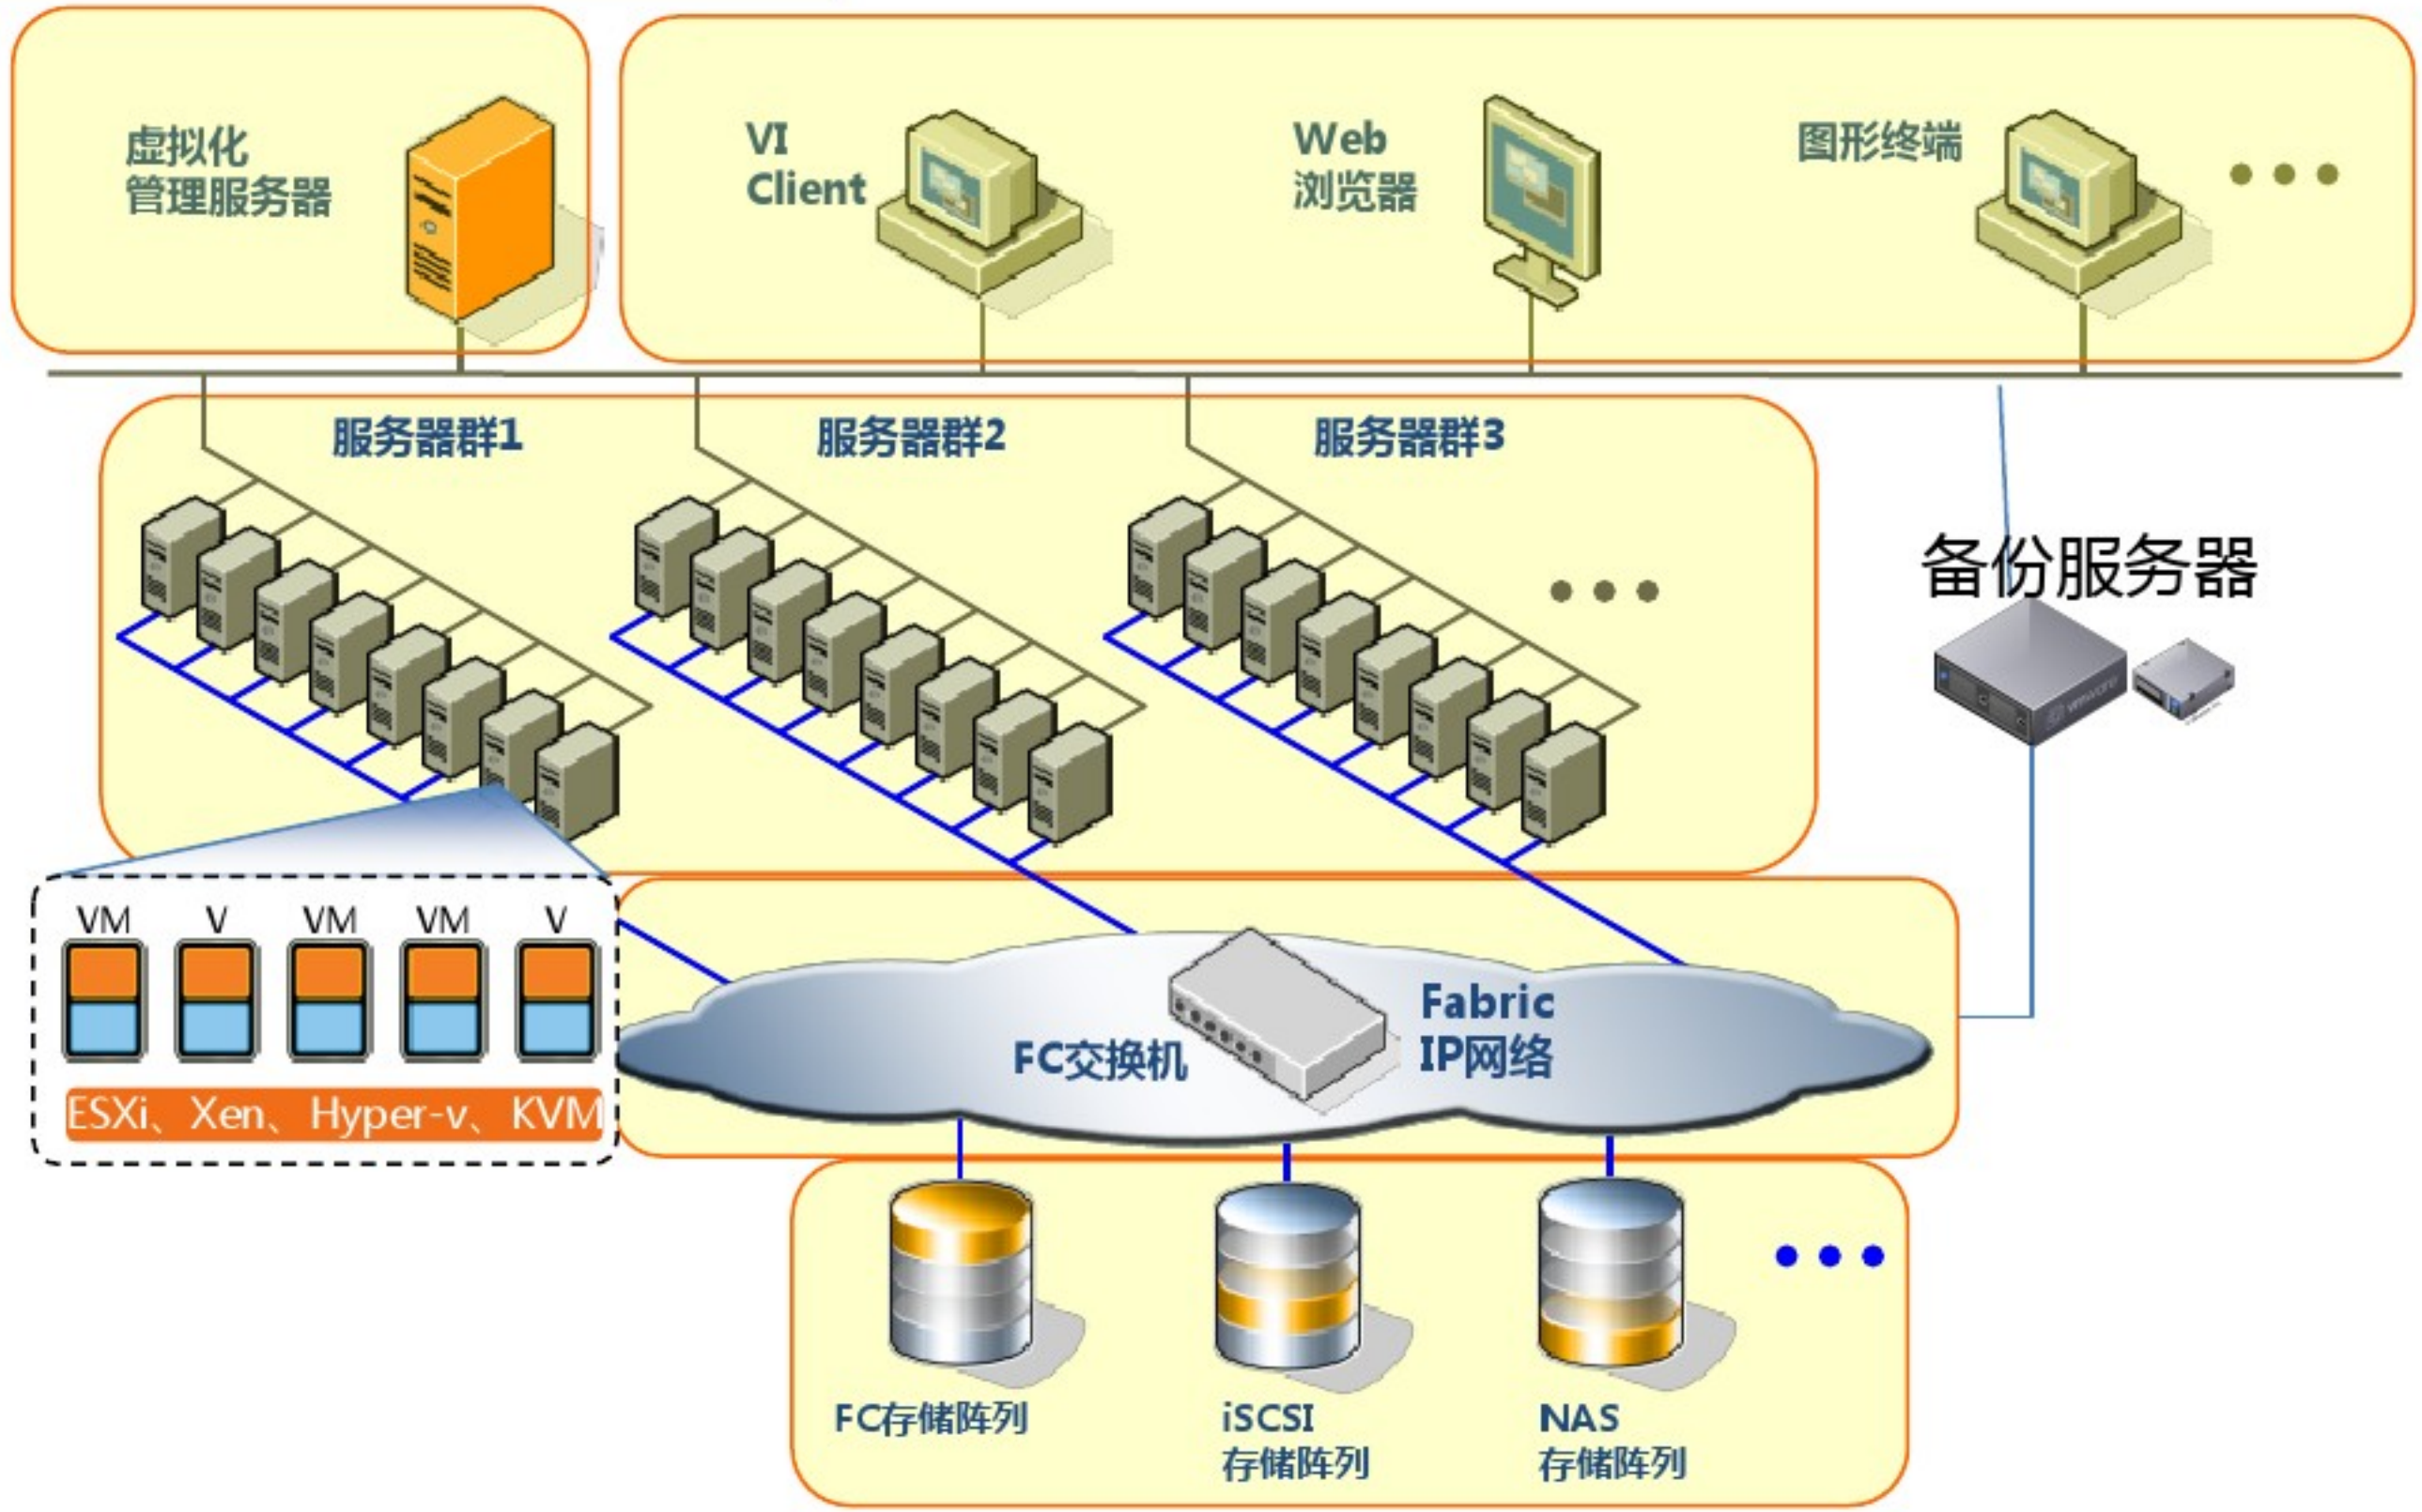 虚拟化
管理服务器
VI
Client
Web
浏览器
图形终端
服务器群1
服务器群2
服务器群3
备份服务器
vmware
VM
V
VM
VM
V
ESXi、Xen、Hyper-v、KVM
FC交换机
Fabric
IP网络
FC存储阵列
iSCSI
存储阵列
NAS
存储阵列